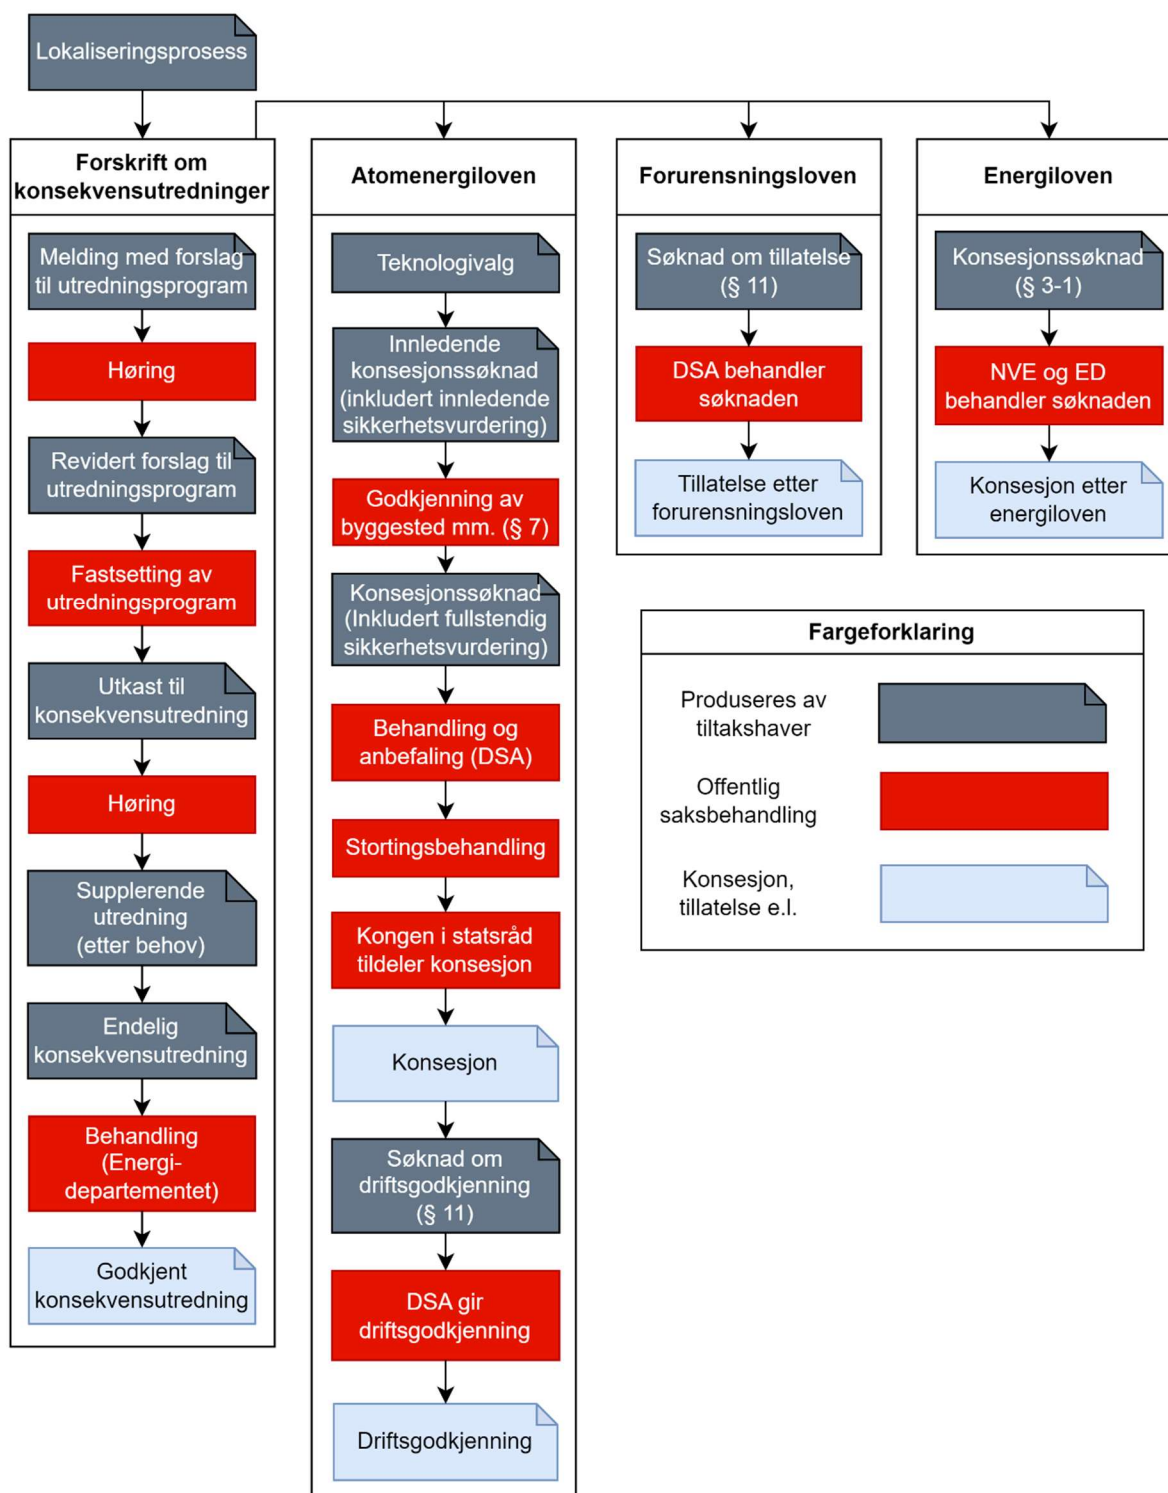 Lokaliseringsprosess
Forskrift om
konsekvensutredninger
Melding med forslag
til utredningsprogram
Høring
Revidert forslag til
utredningsprogram
Fastsetting av
utredningsprogram
Utkast til
konsekvensutredning
Høring
Supplerende
utredning
(etter behov)
Endelig
konsekvensutredning
Behandling
(Energi-
departementet)
Godkjent
konsekvensutredning
Atomenergiloven
Teknologivalg
Innledende
konsesjonssøknad
(inkludert innledende
sikkerhetsvurdering)
Godkjenning av
byggested mm. (§ 7)
Konsesjonssøknad
(Inkludert fullstendig
sikkerhetsvurdering)
Behandling og
anbefaling (DSA)
Stortingsbehandling
Kongen i statsråd
tildeler konsesjon
Konsesjon
Søknad om
driftsgodkjenning
(§ 11)
DSA gir
driftsgodkjenning
Driftsgodkjenning
Forurensningsloven
Søknad om tillatelse
(§ 11)
DSA behandler
søknaden
Tillatelse etter
forurensningsloven
Energiloven
Konsesjonssøknad
(§ 3-1)
NVE og ED
behandler søknaden
Konsesjon etter
energiloven
Fargeforklaring
Produseres av
tiltakshaver
Offentlig
saksbehandling
Konsesjon,
tillatelse e.l.